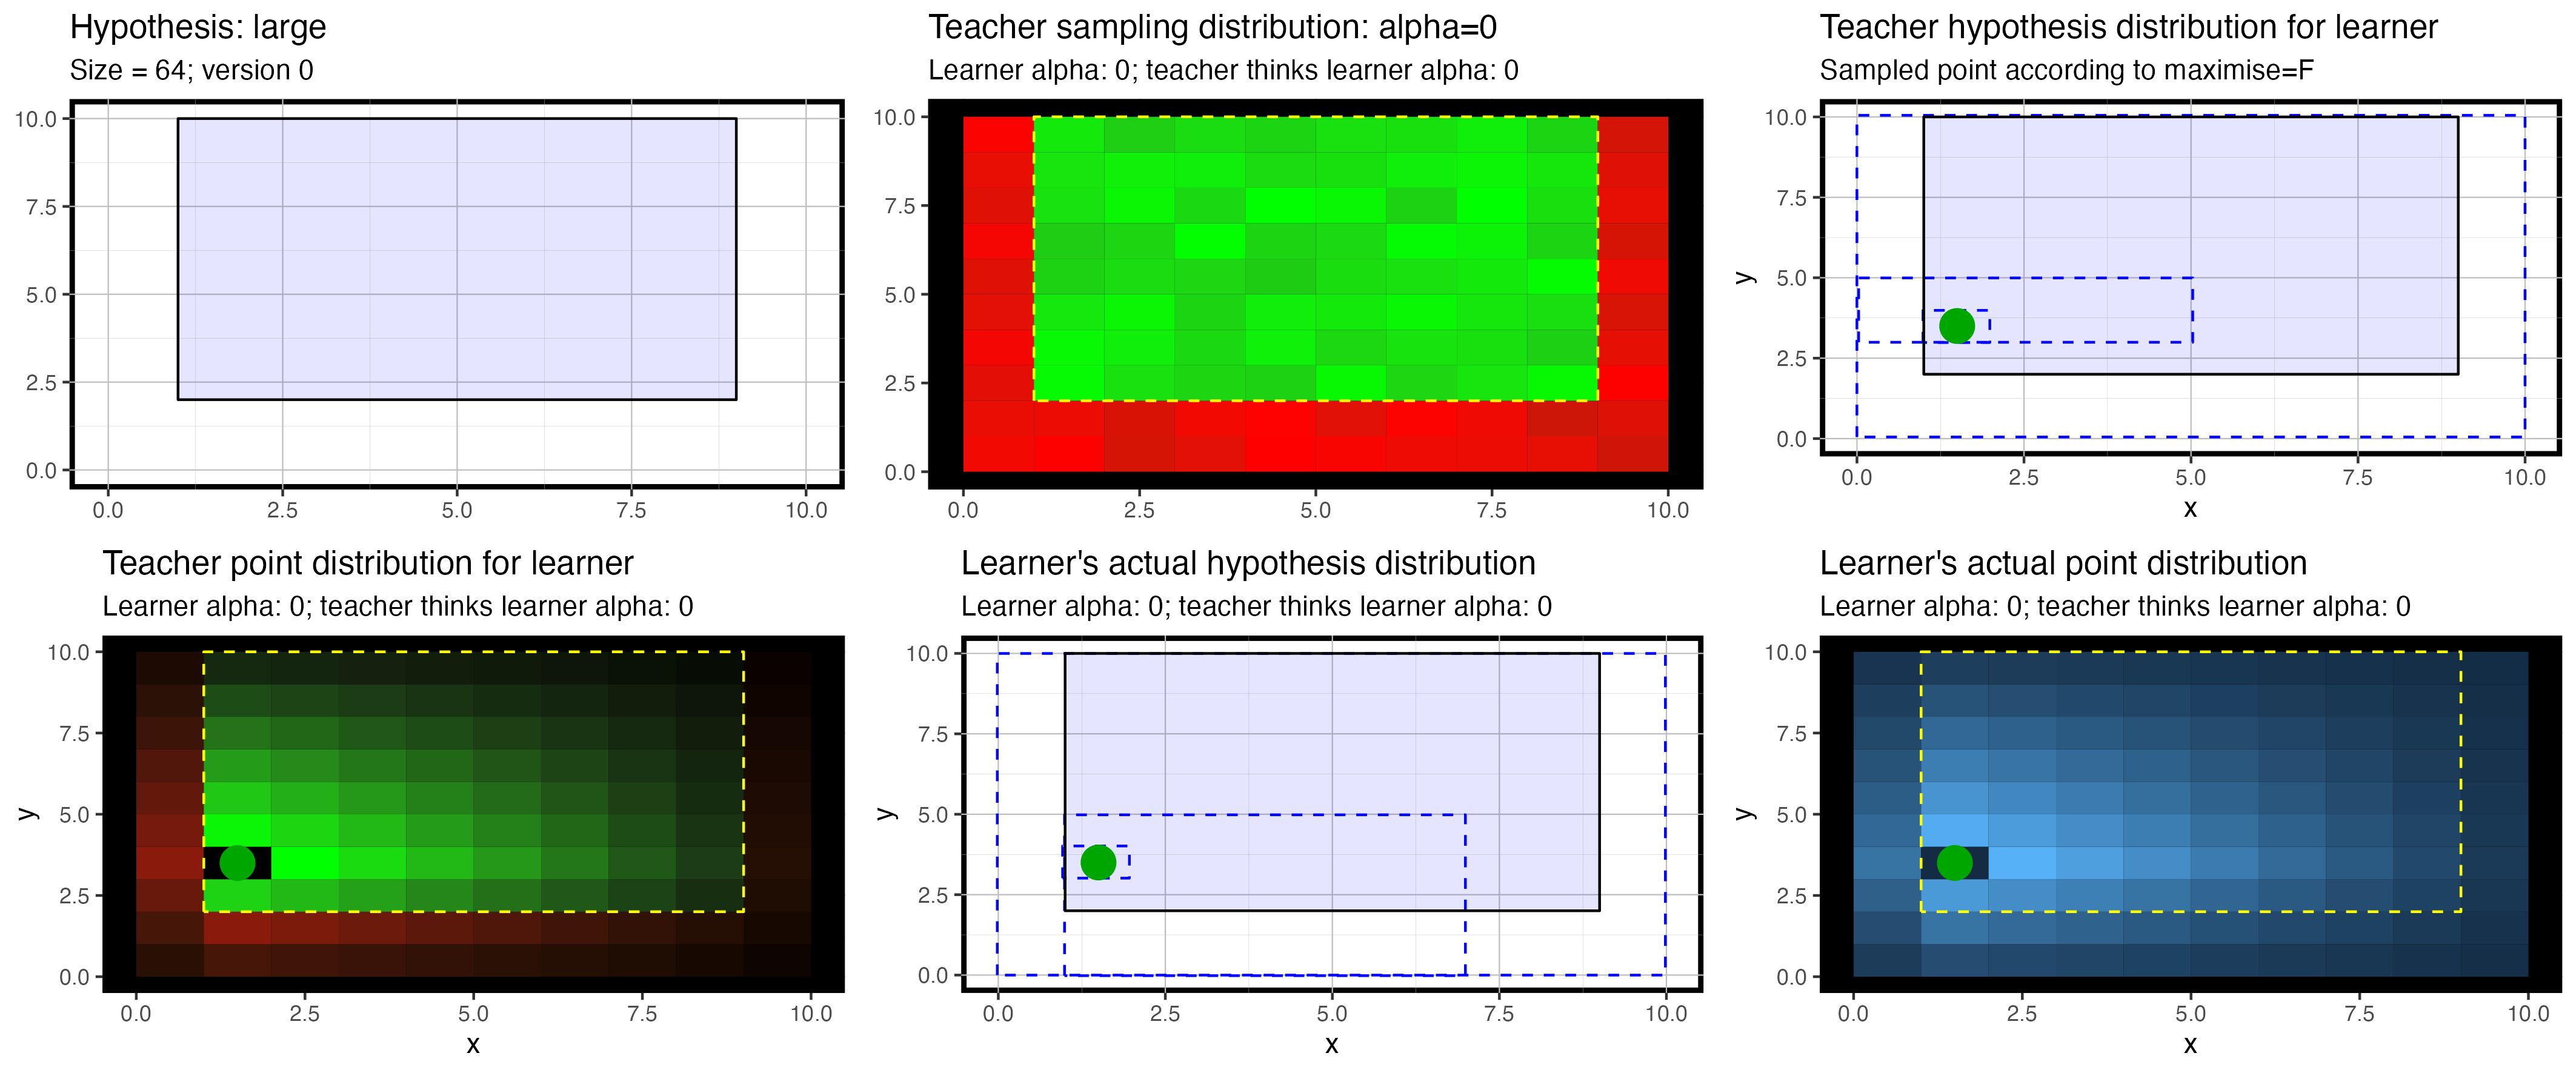 Hypothesis: large
Size = 64; version 0
10.0
7.5
5.0
2.5
0.0
0.0 2.5 5.0 7.5 10.0
Teacher sampling distribution: alpha=0
Learner alpha: 0; teacher thinks learner alpha: 0
10.0
7.5
5.0
2.5
0.0
0.0 2.5 5.0 7.5 10.0
Teacher hypothesis distribution for learner
Sampled point according to maximise=F
y
10.0
7.5
5.0
2.5
0.0
0.0 2.5 5.0 7.5 10.0
x
Teacher point distribution for learner
Learner alpha: 0; teacher thinks learner alpha: 0
y
10.0
7.5
5.0
2.5
0.0
0.0 2.5 5.0 7.5 10.0
x
Learner's actual hypothesis distribution
Learner alpha: 0; teacher thinks learner alpha: 0
y
10.0
7.5
5.0
2.5
0.0
0.0 2.5 5.0 7.5 10.0
x
Learner's actual point distribution
Learner alpha: 0; teacher thinks learner alpha: 0
y
10.0
7.5
5.0
2.5
0.0
0.0 2.5 5.0 7.5 10.0
x